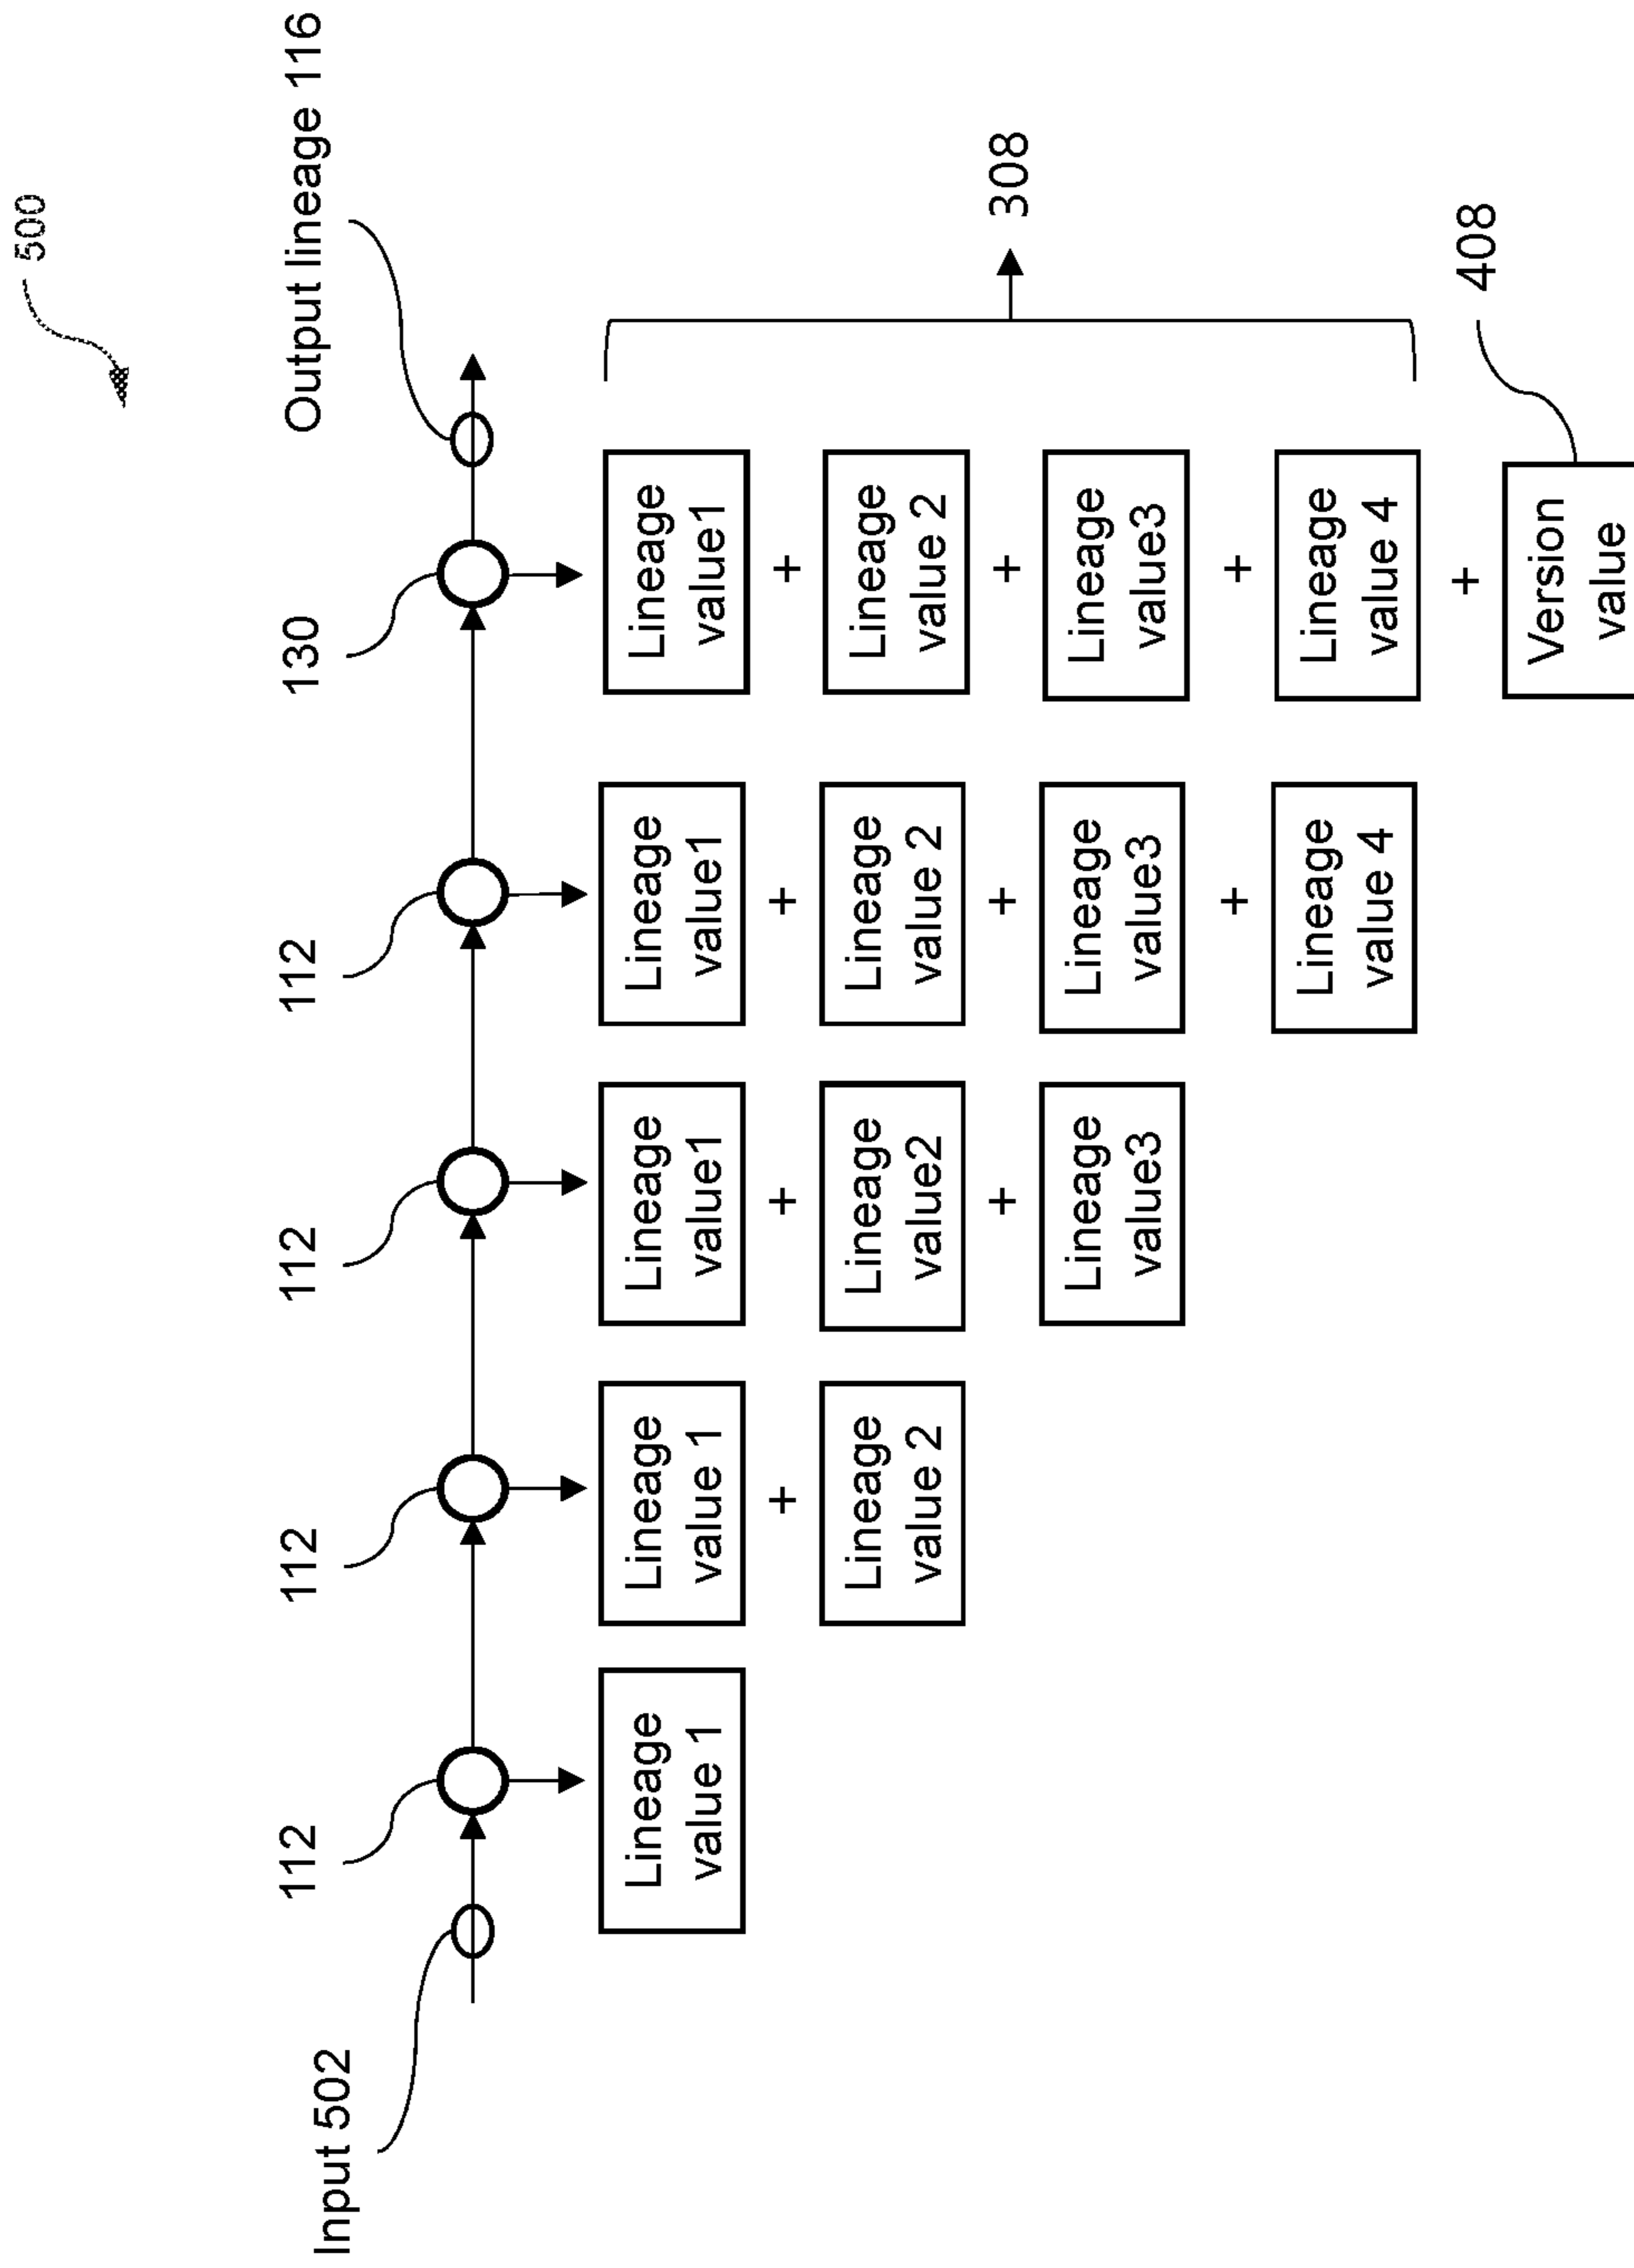 500
Input 502
112
112
112
112
130
Output lineage 116
Lineage
value 1
Lineage
value 1
+
Lineage
value 2
Lineage
value1
+
Lineage
value2
+
Lineage
value3
Lineage
value1
+
Lineage
value 2
+
Lineage
value3
+
Lineage
value 4
Lineage
value1
+
Lineage
value 2
+
Lineage
value3
+
Lineage
value 4
+
Version
value
308
408